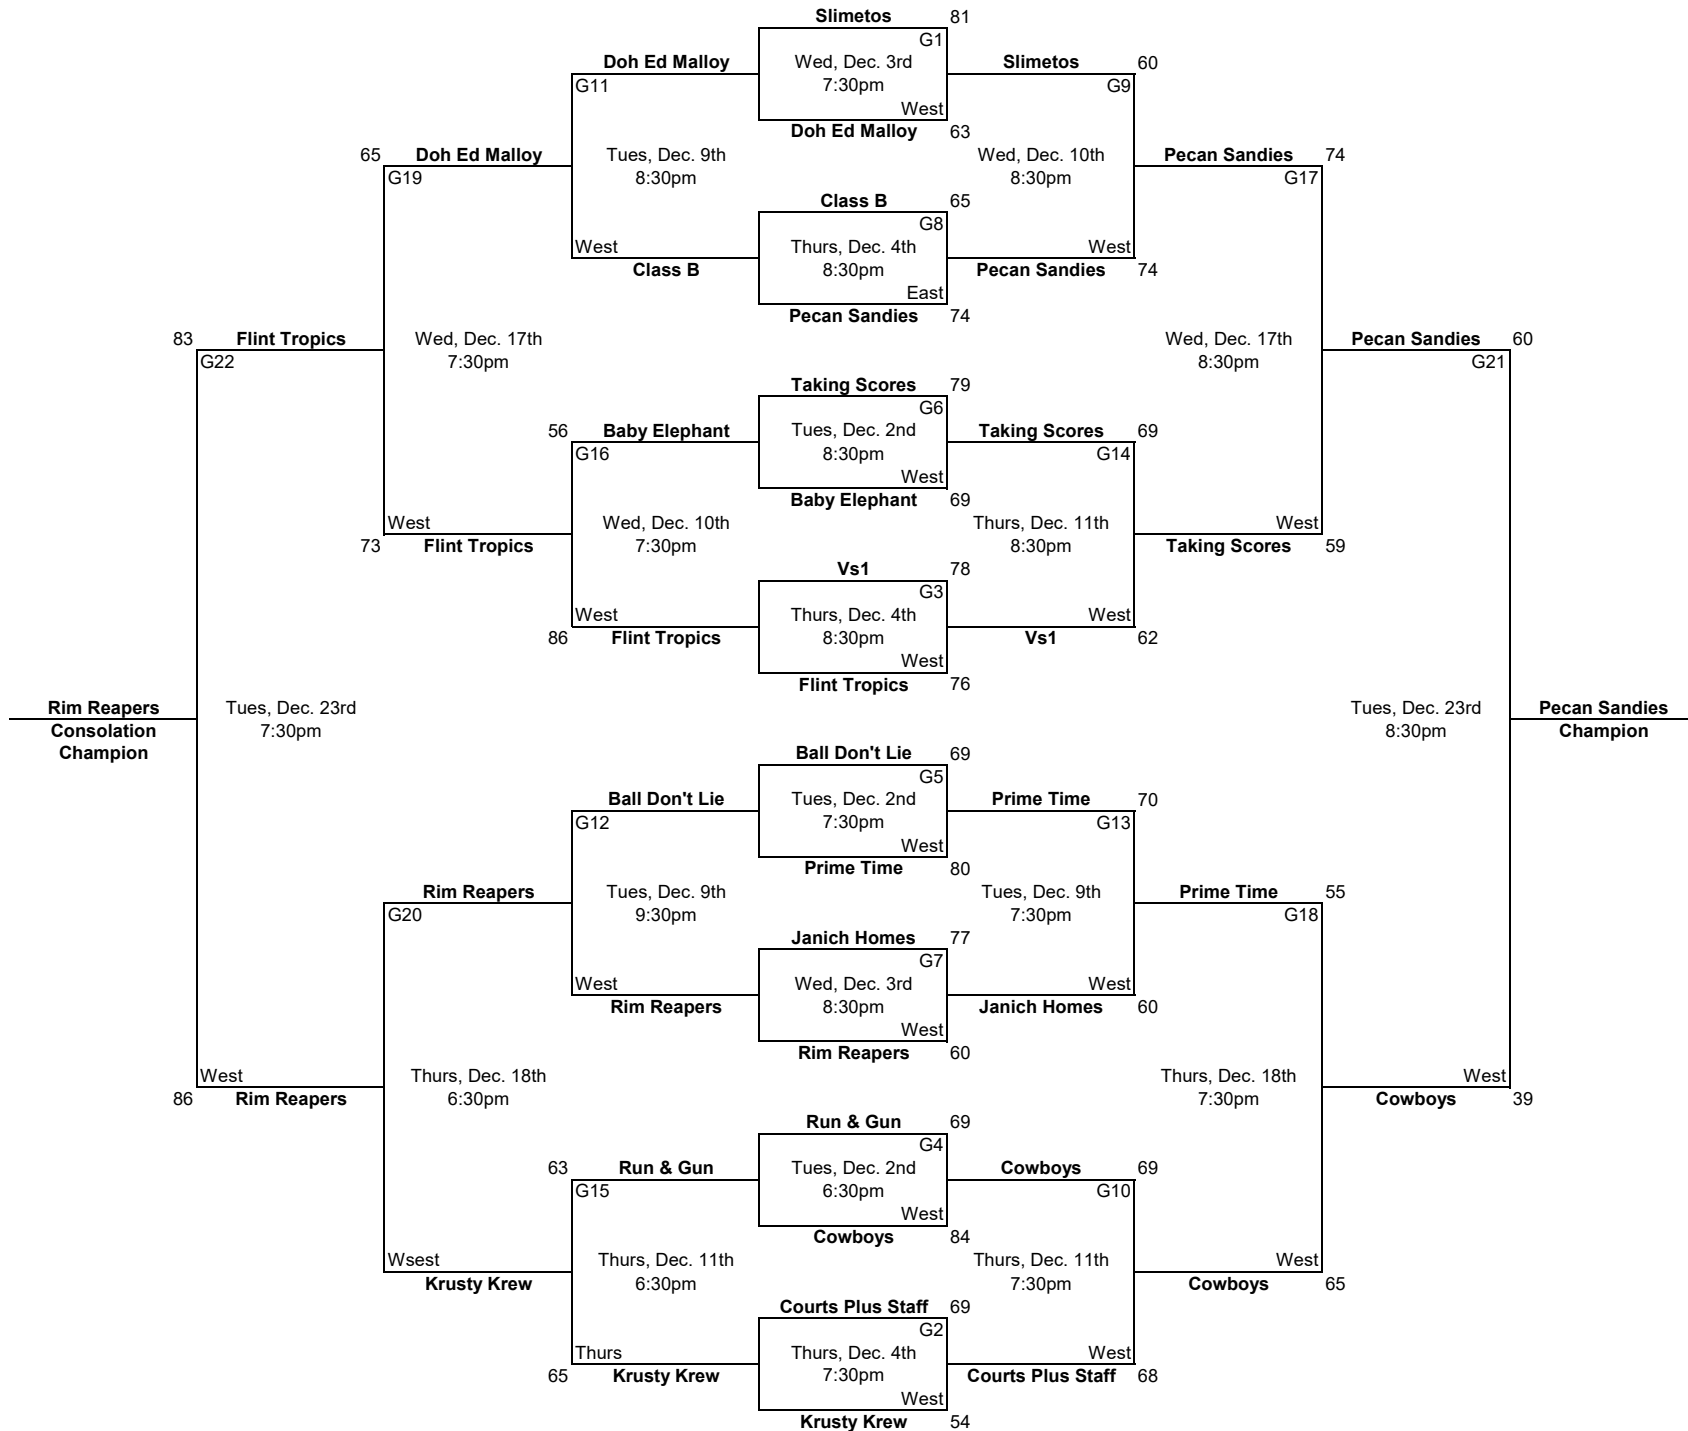 Slimetos 81
G1
Doh Ed Malloy Wed, Dec. 3rd Slimetos 60
G11 7:30pm G9
West
Doh Ed Malloy 63
65 Doh Ed Malloy Tues, Dec. 9th Wed, Dec. 10th Pecan Sandies 74
G19 8:30pm 8:30pm G17
Class B 65
G8
West Thurs, Dec. 4th West
Class B 8:30pm Pecan Sandies 74
East
Pecan Sandies 74
83 Flint Tropics Wed, Dec. 17th Wed, Dec. 17th Pecan Sandies 60
G22 7:30pm 8:30pm G21
Taking Scores 79
G6
56 Baby Elephant Tues, Dec. 2nd Taking Scores 69
G16 8:30pm G14
West
Baby Elephant 69
West Wed, Dec. 10th Thurs, Dec. 11th West
73 Flint Tropics 7:30pm 8:30pm Taking Scores 59
Vs1 78
G3
West Thurs, Dec. 4th West
86 Flint Tropics 8:30pm Vs1 62
West
Flint Tropics 76
Rim Reapers Tues, Dec. 23rd Tues, Dec. 23rd Pecan Sandies
Consolation 7:30pm 8:30pm Champion
Champion
Ball Don't Lie 69
G5
Ball Don't Lie Tues, Dec. 2nd Prime Time 70
G12 7:30pm G13
West
Prime Time 80
Rim Reapers Tues, Dec. 9th Tues, Dec. 9th Prime Time 55
G20 9:30pm 7:30pm G18
Janich Homes 77
G7
West Wed, Dec. 3rd West
Rim Reapers 8:30pm Janich Homes 60
West
Rim Reapers 60
West Thurs, Dec. 18th Thurs, Dec. 18th West
86 Rim Reapers 6:30pm 7:30pm Cowboys 39
Run & Gun 69
G4
63 Run & Gun Tues, Dec. 2nd Cowboys 69
G15 6:30pm G10
West
Cowboys 84
Wsest Thurs, Dec. 11th Thurs, Dec. 11th West
Krusty Krew 6:30pm 7:30pm Cowboys 65
Courts Plus Staff 69
G2
Thurs Thurs, Dec. 4th West
65 Krusty Krew 7:30pm Courts Plus Staff 68
West
Krusty Krew 54